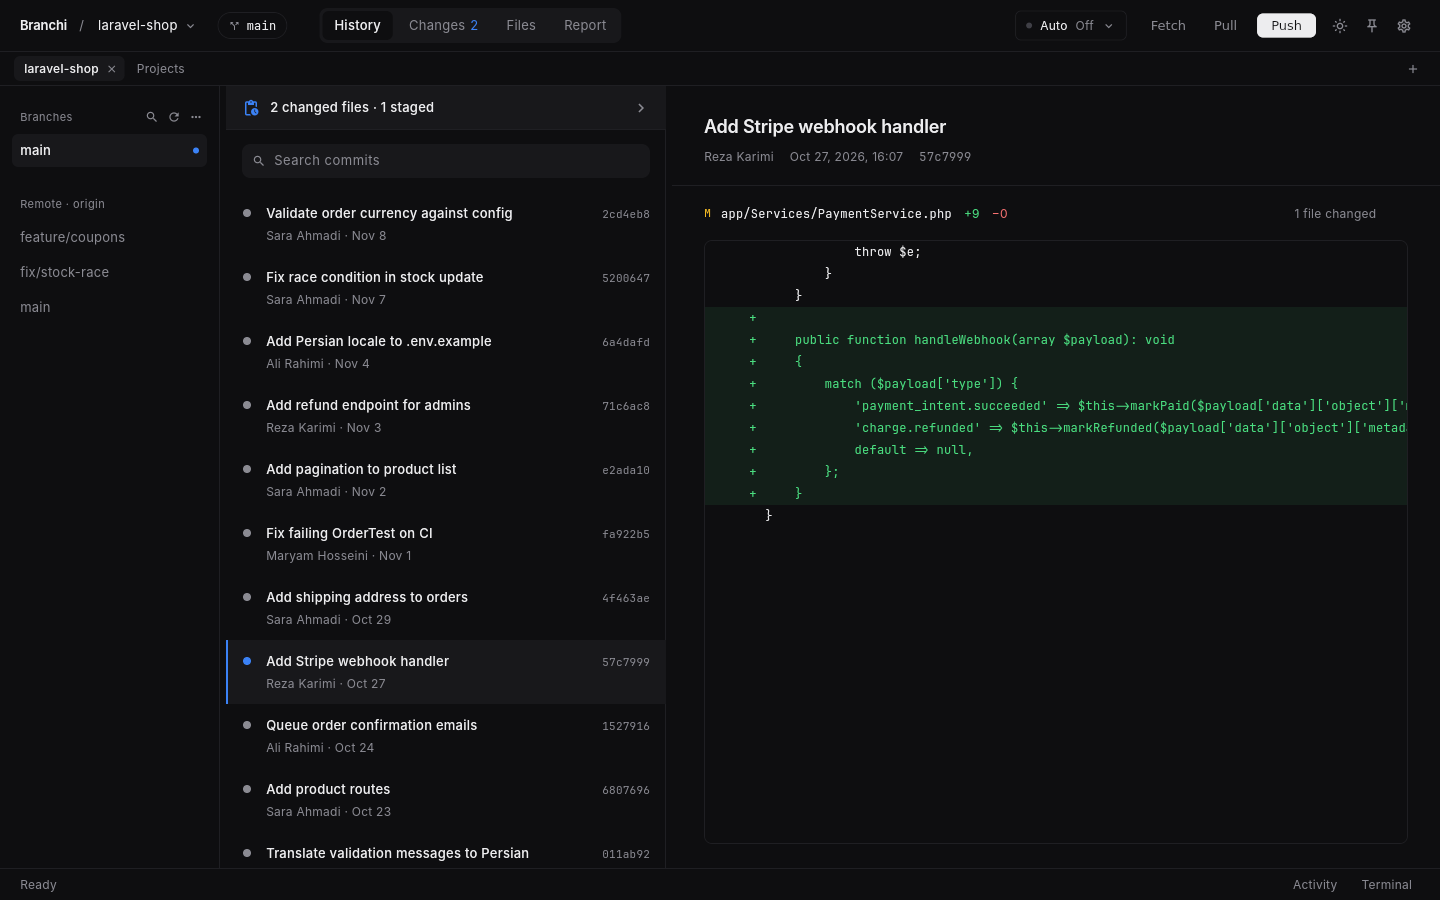 Branchi / laravel-shop main History Changes 2 Files Report Auto Off Fetch Pull Push
laravel-shop × Projects +
Branches
main
Remote · origin
feature/coupons
fix/stock-race
main
2 changed files · 1 staged
Search commits
Validate order currency against config 2cd4eb8
Sara Ahmadi · Nov 8
Fix race condition in stock update 5200647
Sara Ahmadi · Nov 7
Add Persian locale to .env.example 6a4dafd
Ali Rahimi · Nov 4
Add refund endpoint for admins 71c6ac8
Reza Karimi · Nov 3
Add pagination to product list e2ada10
Sara Ahmadi · Nov 2
Fix failing OrderTest on CI fa922b5
Maryam Hosseini · Nov 1
Add shipping address to orders 4f463ae
Sara Ahmadi · Oct 29
Add Stripe webhook handler 57c7999
Reza Karimi · Oct 27
Queue order confirmation emails 1527916
Ali Rahimi · Oct 24
Add product routes 6807696
Sara Ahmadi · Oct 23
Translate validation messages to Persian 011ab92
Add Stripe webhook handler
Reza Karimi Oct 27, 2026, 16:07 57c7999
M app/Services/PaymentService.php +9 −0 1 file changed
throw $e;
}
}
+
+ public function handleWebhook(array $payload): void
+ {
+ match ($payload['type']) {
+ 'payment_intent.succeeded' => $this->markPaid($payload['data']['object']['
+ 'charge.refunded' => $this->markRefunded($payload['data']['object']['metad
+ default => null,
+ };
+ }
}
Ready Activity Terminal